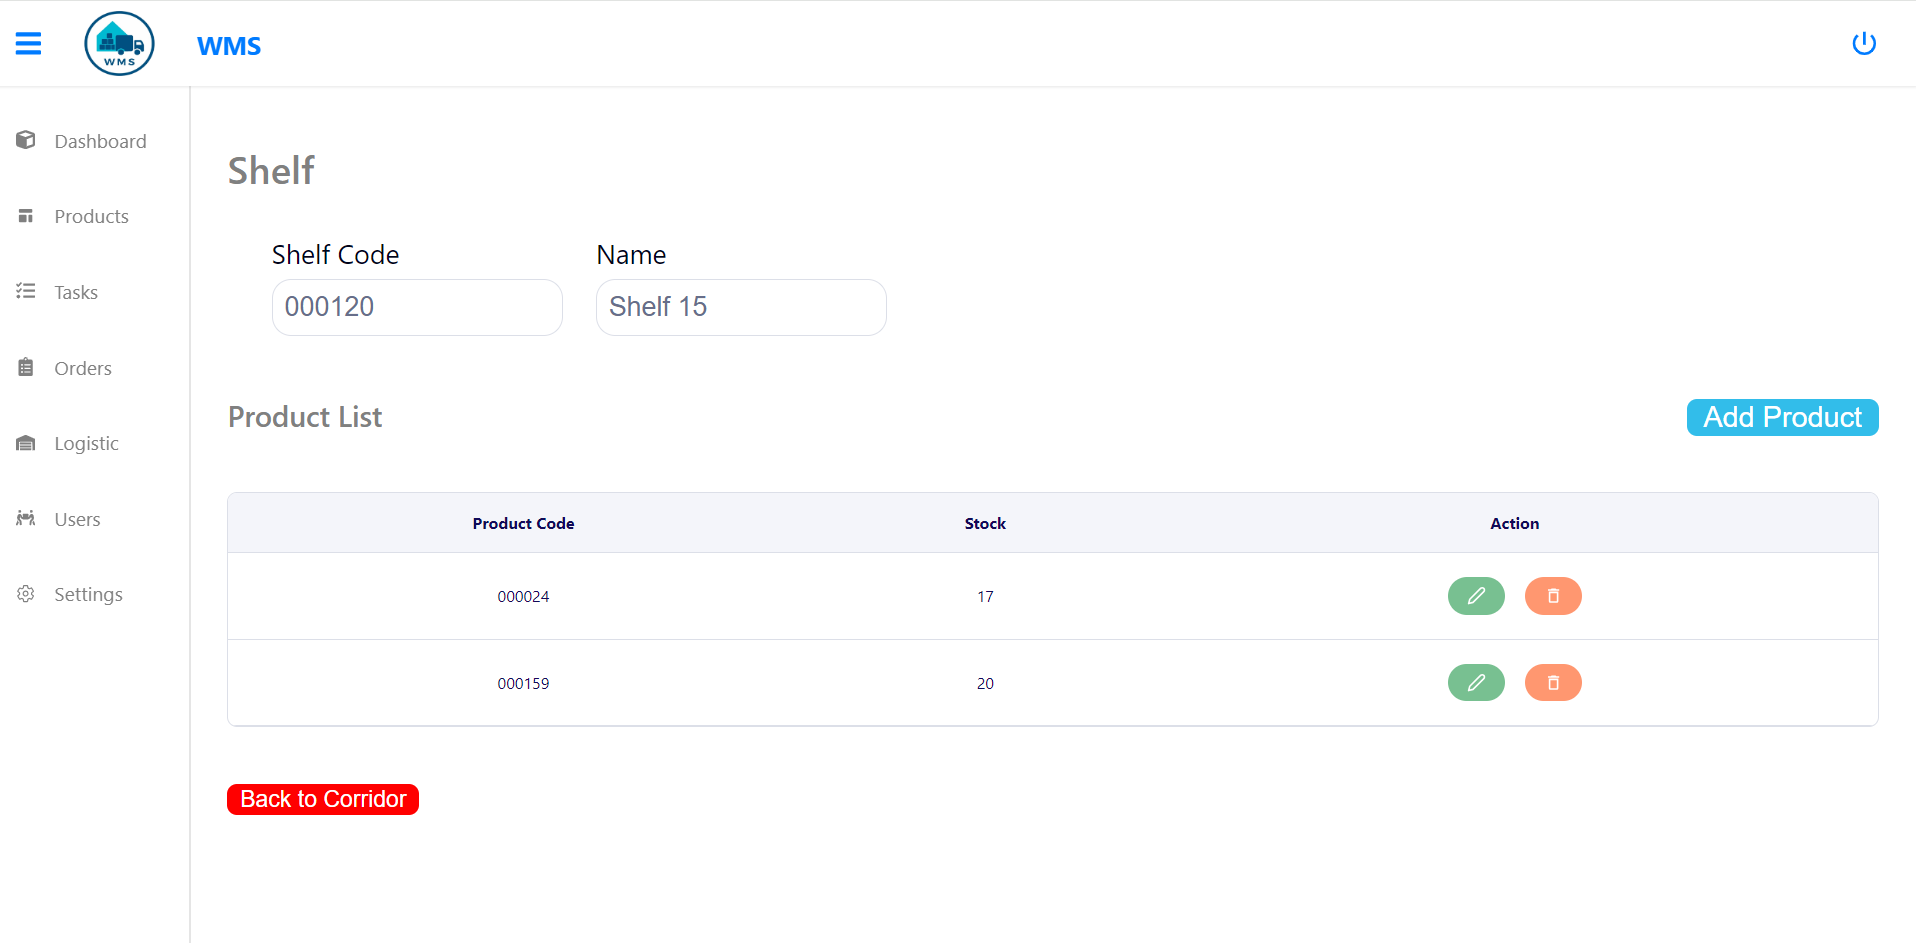 WMS
WMS
Dashboard
Products
Tasks
Orders
Logistic
Users
Settings
Shelf
Shelf Code Name
000120 Shelf 15
Product List Add Product
Product Code Stock Action
000024 17
000159 20
Back to Corridor